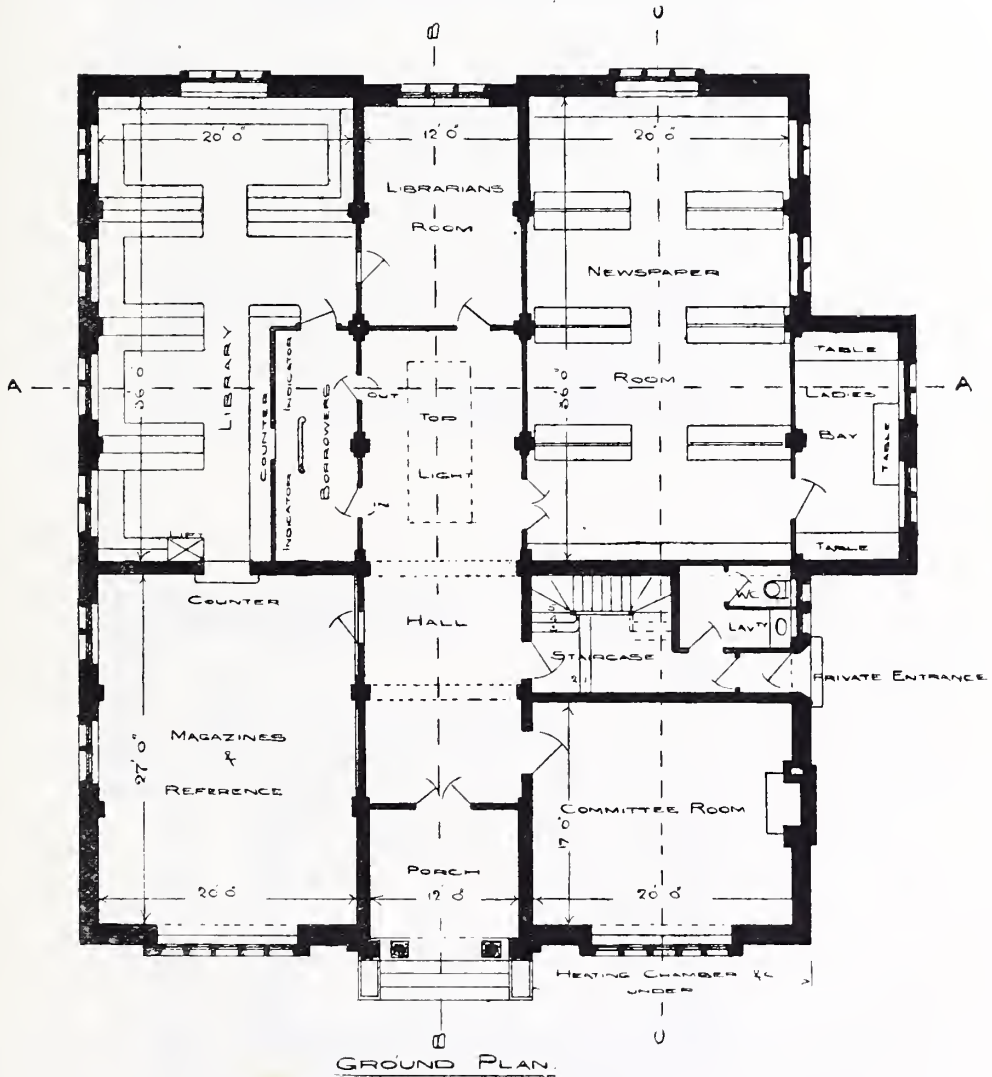 B
C
20' 0"
12' 0"
20' 0"
LIBRARIANS
ROOM
NEWSPAPER
ROOM
36' 0"
LIBRARY
COUNTER
INDICATOR
INDICATOR
BORROWERS
OUT
IN
TOP
LIGHT
36' 0"
TABLE
LADIES
BAY
TABLE
TABLE
A
A
LIFT
COUNTER
HALL
STAIRCASE
WC
LAVTY
PRIVATE ENTRANCE
27' 0"
MAGAZINES
&
REFERENCE
COMMITTEE ROOM
17' 0"
PORCH
20' 0"
12' 0"
20' 0"
HEATING CHAMBER &C
UNDER
B
C
GROUND PLAN.